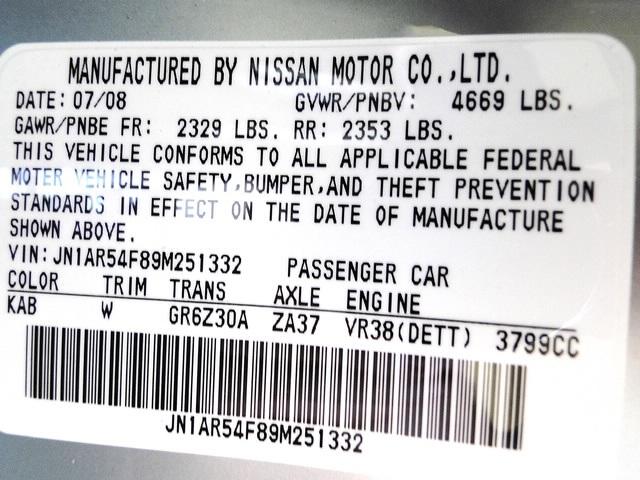 MANUFACTURED BY NISSAN MOTOR CO.,LTD.
DATE: 07/08 GVWR/PNBV: 4669 LBS.
GAWR/PNBE FR: 2329 LBS. RR: 2353 LBS.
THIS VEHICLE CONFORMS TO ALL APPLICABLE FEDERAL
MOTER VEHICLE SAFETY,BUMPER,AND THEFT PREVENTION
STANDARDS IN EFFECT ON THE DATE OF MANUFACTURE
SHOWN ABOVE.
VIN: JN1AR54F89M251332 PASSENGER CAR
COLOR TRIM TRANS AXLE ENGINE
KAB W GR6Z30A ZA37 VR38(DETT) 3799CC
JN1AR54F89M251332